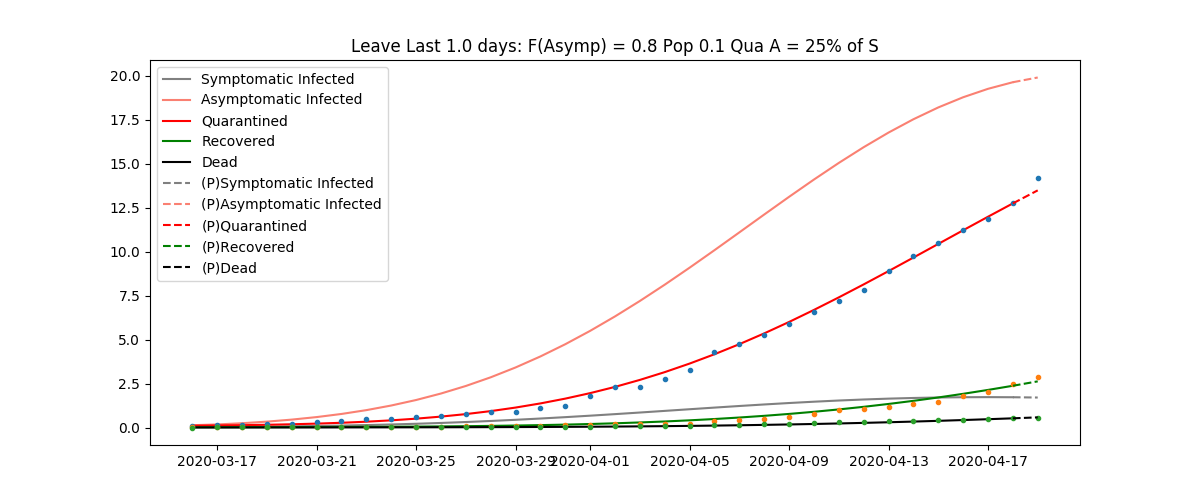 Leave Last 1.0 days: F(Asymp) = 0.8 Pop 0.1 Qua A = 25% of S
20.0
17.5
15.0
12.5
10.0
7.5
5.0
2.5
0.0
Symptomatic Infected
Asymptomatic Infected
Quarantined
Recovered
Dead
(P)Symptomatic Infected
(P)Asymptomatic Infected
(P)Quarantined
(P)Recovered
(P)Dead
2020-03-17 2020-03-21 2020-03-25 2020-03-29 2020-04-01 2020-04-05 2020-04-09 2020-04-13 2020-04-17